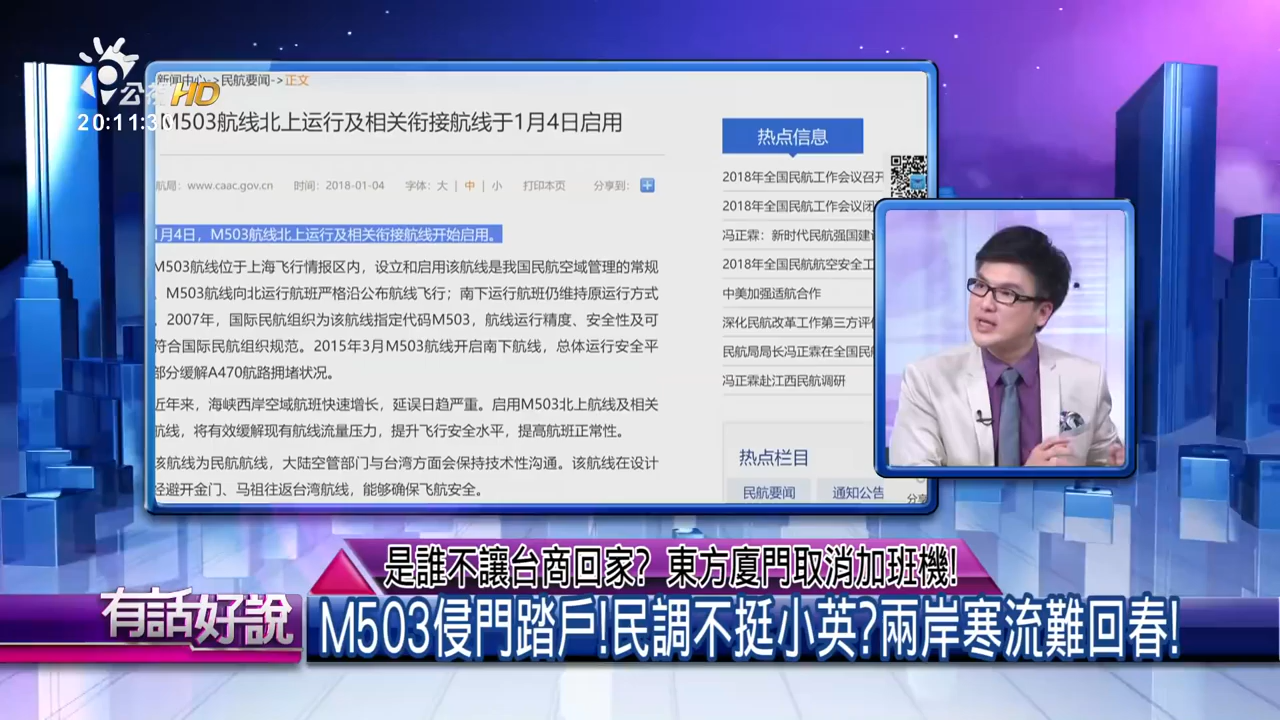 新闻中心->民航要闻->正文
公視HD
20:11:3
M503航线北上运行及相关衔接航线于1月4日启用
航局：www.caac.gov.cn 时间：2018-01-04 字体：大 | 中 | 小 打印本页 分享到：
1月4日，M503航线北上运行及相关衔接航线开始启用。
M503航线位于上海飞行情报区内，设立和启用该航线是我国民航空域管理的常规
。M503航线向北运行航班严格沿公布航线飞行；南下运行航班仍维持原运行方式
。2007年，国际民航组织为该航线指定代码M503，航线运行精度、安全性及可
符合国际民航组织规范。2015年3月M503航线开启南下航线，总体运行安全平
部分缓解A470航路拥堵状况。
近年来，海峡西岸空域航班快速增长，延误日趋严重。启用M503北上航线及相关
航线，将有效缓解现有航线流量压力，提升飞行安全水平，提高航班正常性。
该航线为民航航线，大陆空管部门与台湾方面会保持技术性沟通。该航线在设计
经避开金门、马祖往返台湾航线，能够确保飞航安全。
热点信息
2018年全国民航工作会议召开
2018年全国民航工作会议闭
冯正霖：新时代民航强国建设
2018年全国民航航空安全工
中美加强适航合作
深化民航改革工作第三方评估
民航局局长冯正霖在全国民航
冯正霖赴江西民航调研
热点栏目
民航要闻 通知公告
分享
是誰不讓台商回家? 東方廈門取消加班機!
有話好說
M503侵門踏戶!民調不挺小英?兩岸寒流難回春!